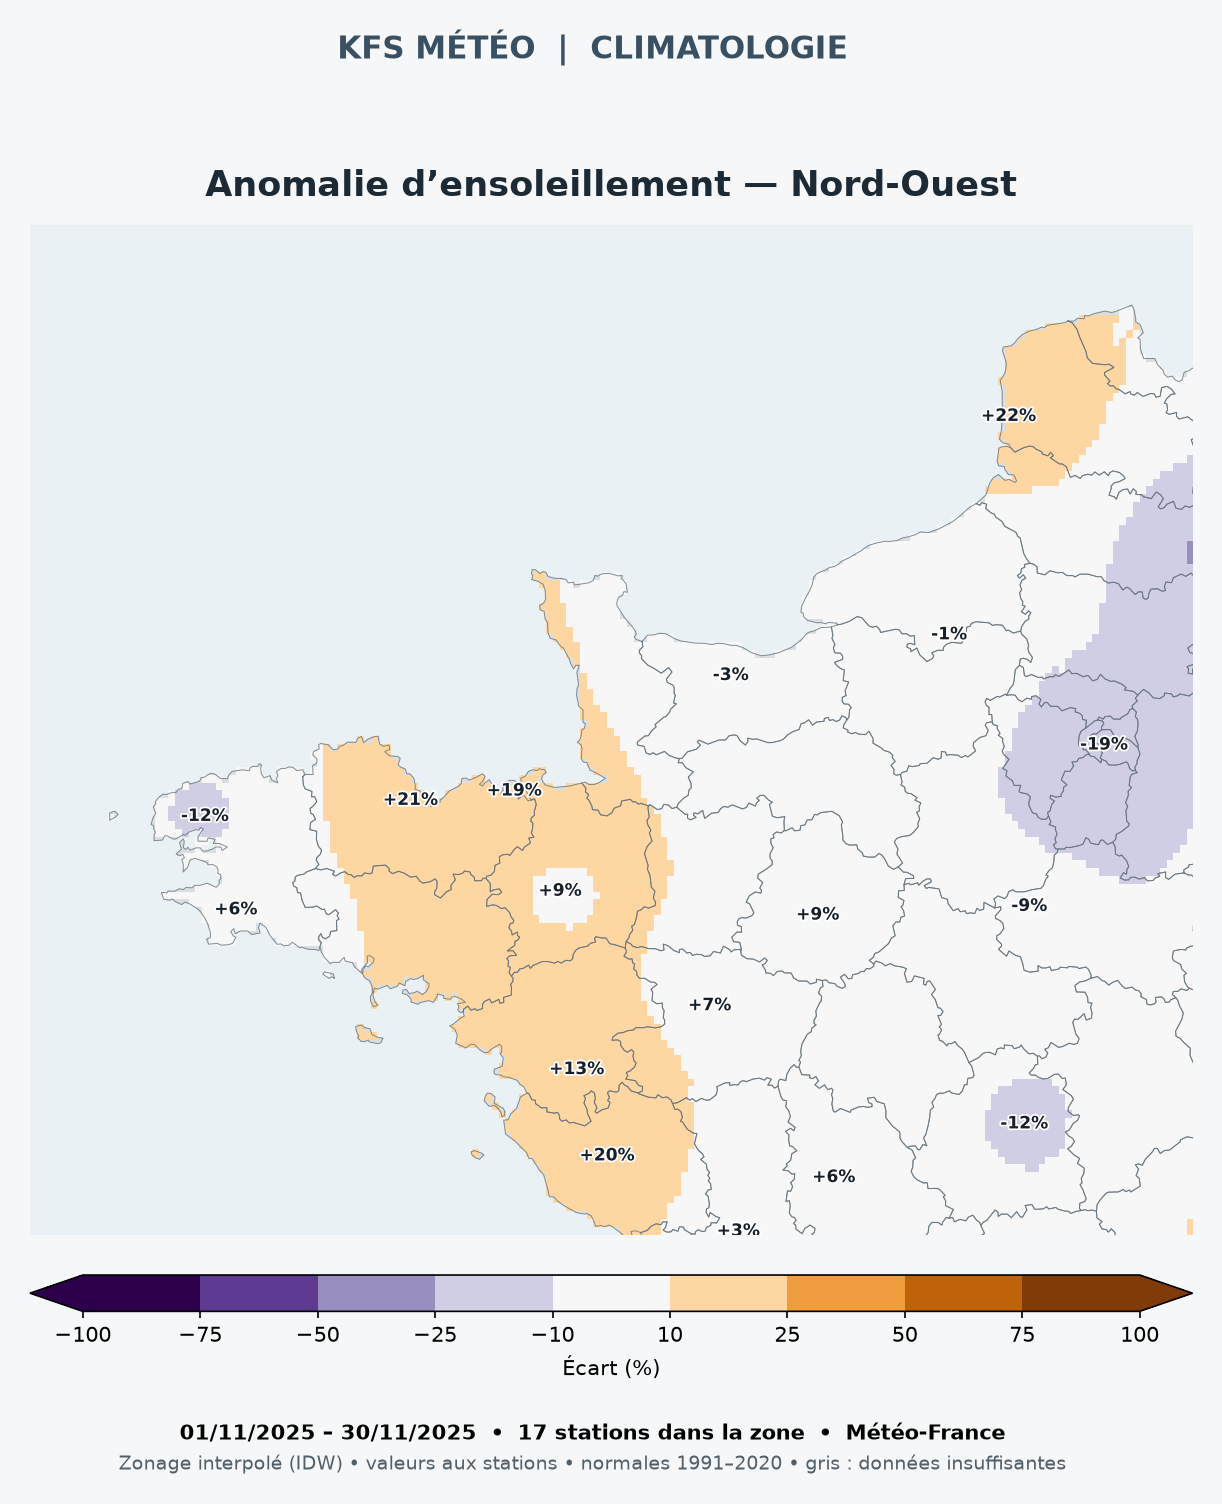 KFS MÉTÉO | CLIMATOLOGIE
Anomalie d’ensoleillement — Nord-Ouest
+22%
-1%
-3%
-19%
+19%
+21%
-12%
+9%
-9%
+6%
+9%
+7%
+13%
-12%
+20%
+6%
+3%
−100 −75 −50 −25 −10 10 25 50 75 100
Écart (%)
01/11/2025 – 30/11/2025 • 17 stations dans la zone • Météo-France
Zonage interpolé (IDW) • valeurs aux stations • normales 1991–2020 • gris : données insuffisantes